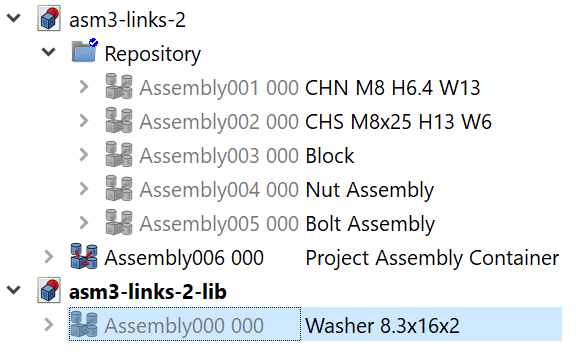 asm3-links-2
Repository
Assembly001 000 CHN M8 H6.4 W13
Assembly002 000 CHS M8x25 H13 W6
Assembly003 000 Block
Assembly004 000 Nut Assembly
Assembly005 000 Bolt Assembly
Assembly006 000 Project Assembly Container
asm3-links-2-lib
Assembly000 000 Washer 8.3x16x2